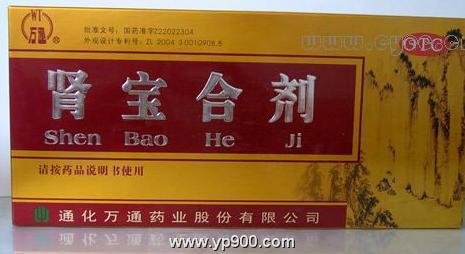 WT
万通®
批准文号：国药准字Z22022304
外观设计专利号：ZL 2004 3 0010908.6
OTC
肾宝合剂
Shen Bao He Ji
请按药品说明书使用
通化万通药业股份有限公司
www.yp900.com